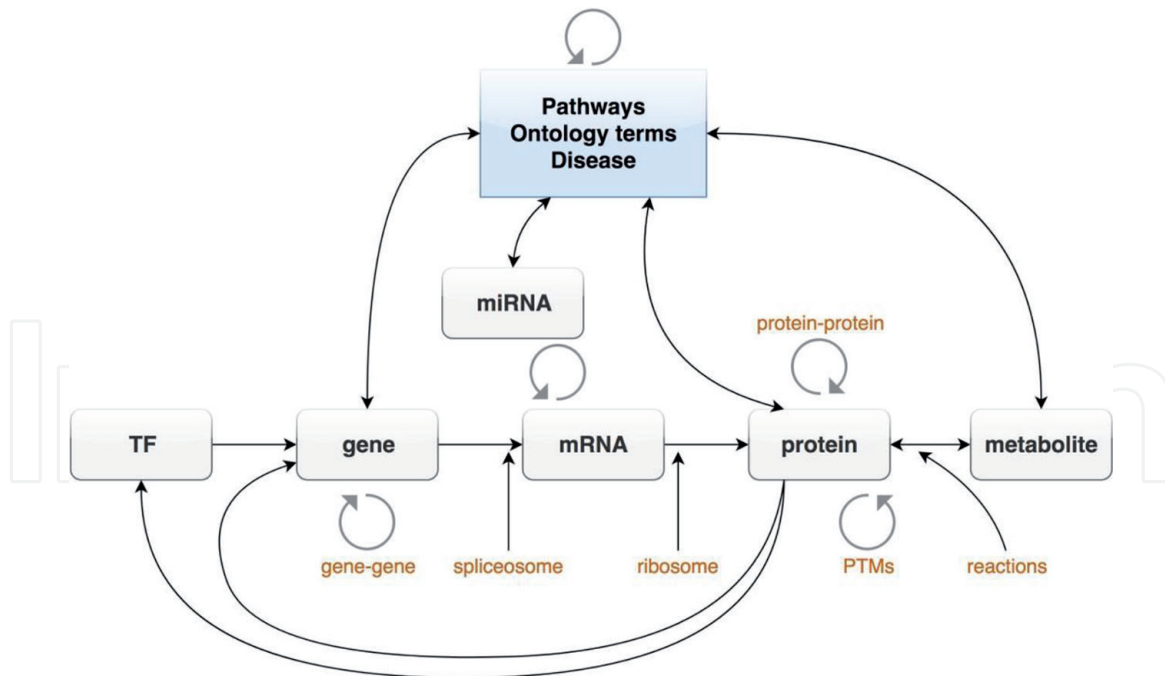 Pathways
Ontology terms
Disease
miRNA
protein-protein
TF
gene
mRNA
protein
metabolite
gene-gene
spliceosome
ribosome
PTMs
reactions